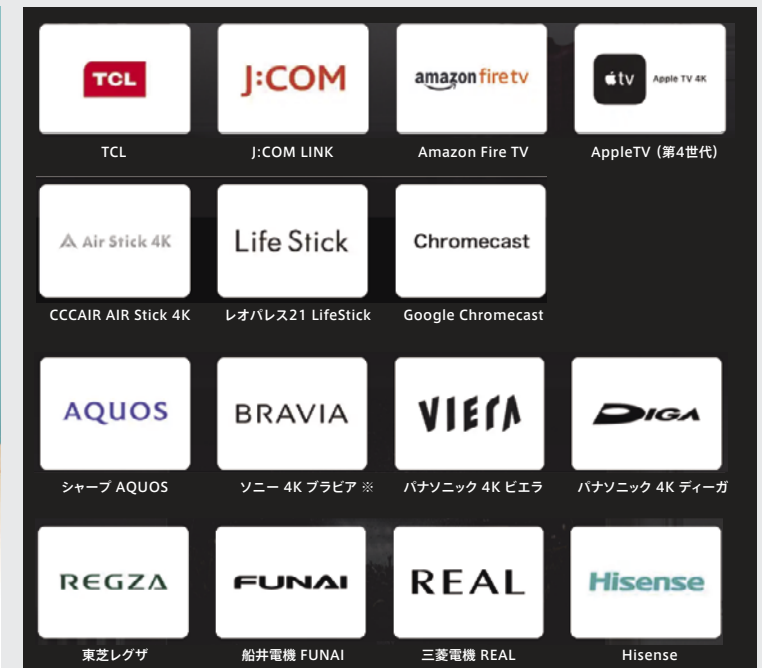 TCL
J:COM
amazon fire tv
tv Apple TV 4K
TCL
J:COM LINK
Amazon Fire TV
AppleTV (第4世代)
Air Stick 4K
Life Stick
Chromecast
CCCAIR AIR Stick 4K
レオパレス21 LifeStick
Google Chromecast
AQUOS
BRAVIA
VIERA
DIGA
シャープ AQUOS
ソニー 4K ブラビア ※
パナソニック 4K ビエラ
パナソニック 4K ディーガ
REGZA
FUNAI
REAL
Hisense
東芝レグザ
船井電機 FUNAI
三菱電機 REAL
Hisense